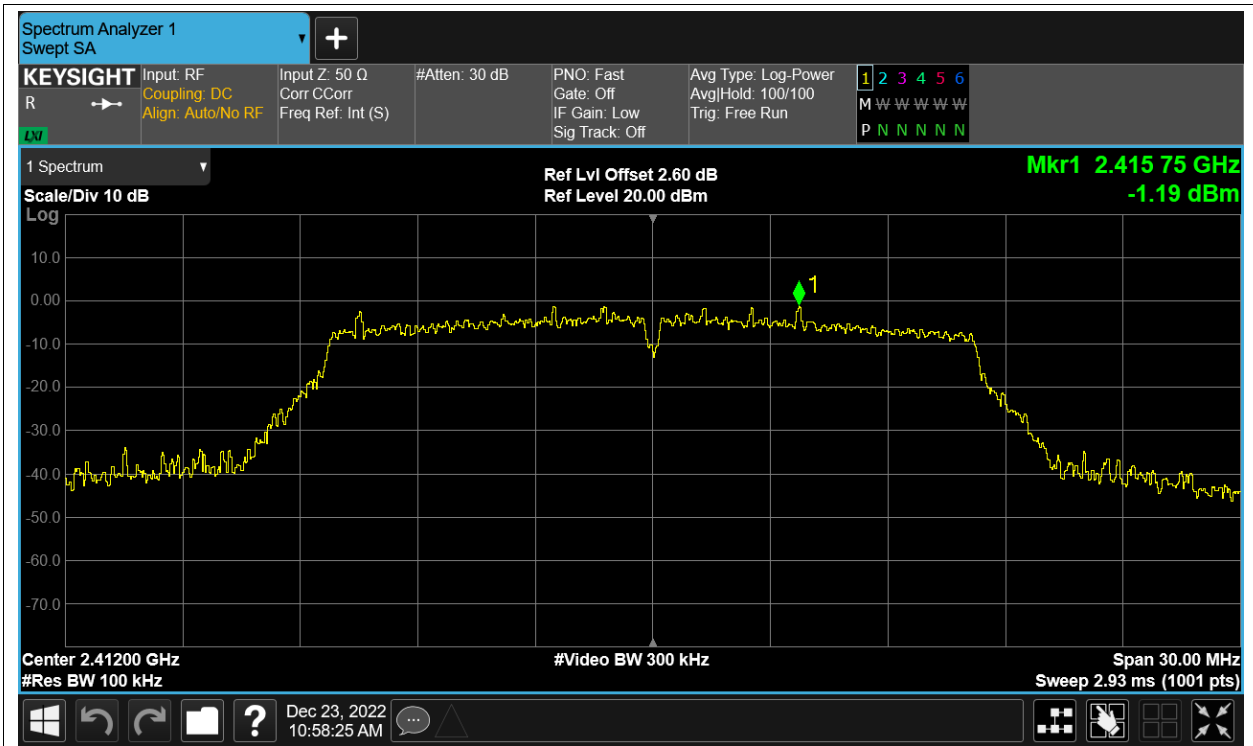 Spectrum Analyzer 1
Swept SA
KEYSIGHT
R
LXI
Input: RF
Coupling: DC
Align: Auto/No RF
Input Z: 50 Ω
Corr CCorr
Freq Ref: Int (S)
#Atten: 30 dB
PNO: Fast
Gate: Off
IF Gain: Low
Sig Track: Off
Avg Type: Log-Power
Avg|Hold: 100/100
Trig: Free Run
1 2 3 4 5 6
M W W W W W
P N N N N N
1 Spectrum
Scale/Div 10 dB
Log
Ref Lvl Offset 2.60 dB
Ref Level 20.00 dBm
Mkr1 2.415 75 GHz
-1.19 dBm
10.0
0.00
-10.0
-20.0
-30.0
-40.0
-50.0
-60.0
-70.0
1
Center 2.41200 GHz
#Res BW 100 kHz
#Video BW 300 kHz
Span 30.00 MHz
Sweep 2.93 ms (1001 pts)
?
Dec 23, 2022
10:58:25 AM